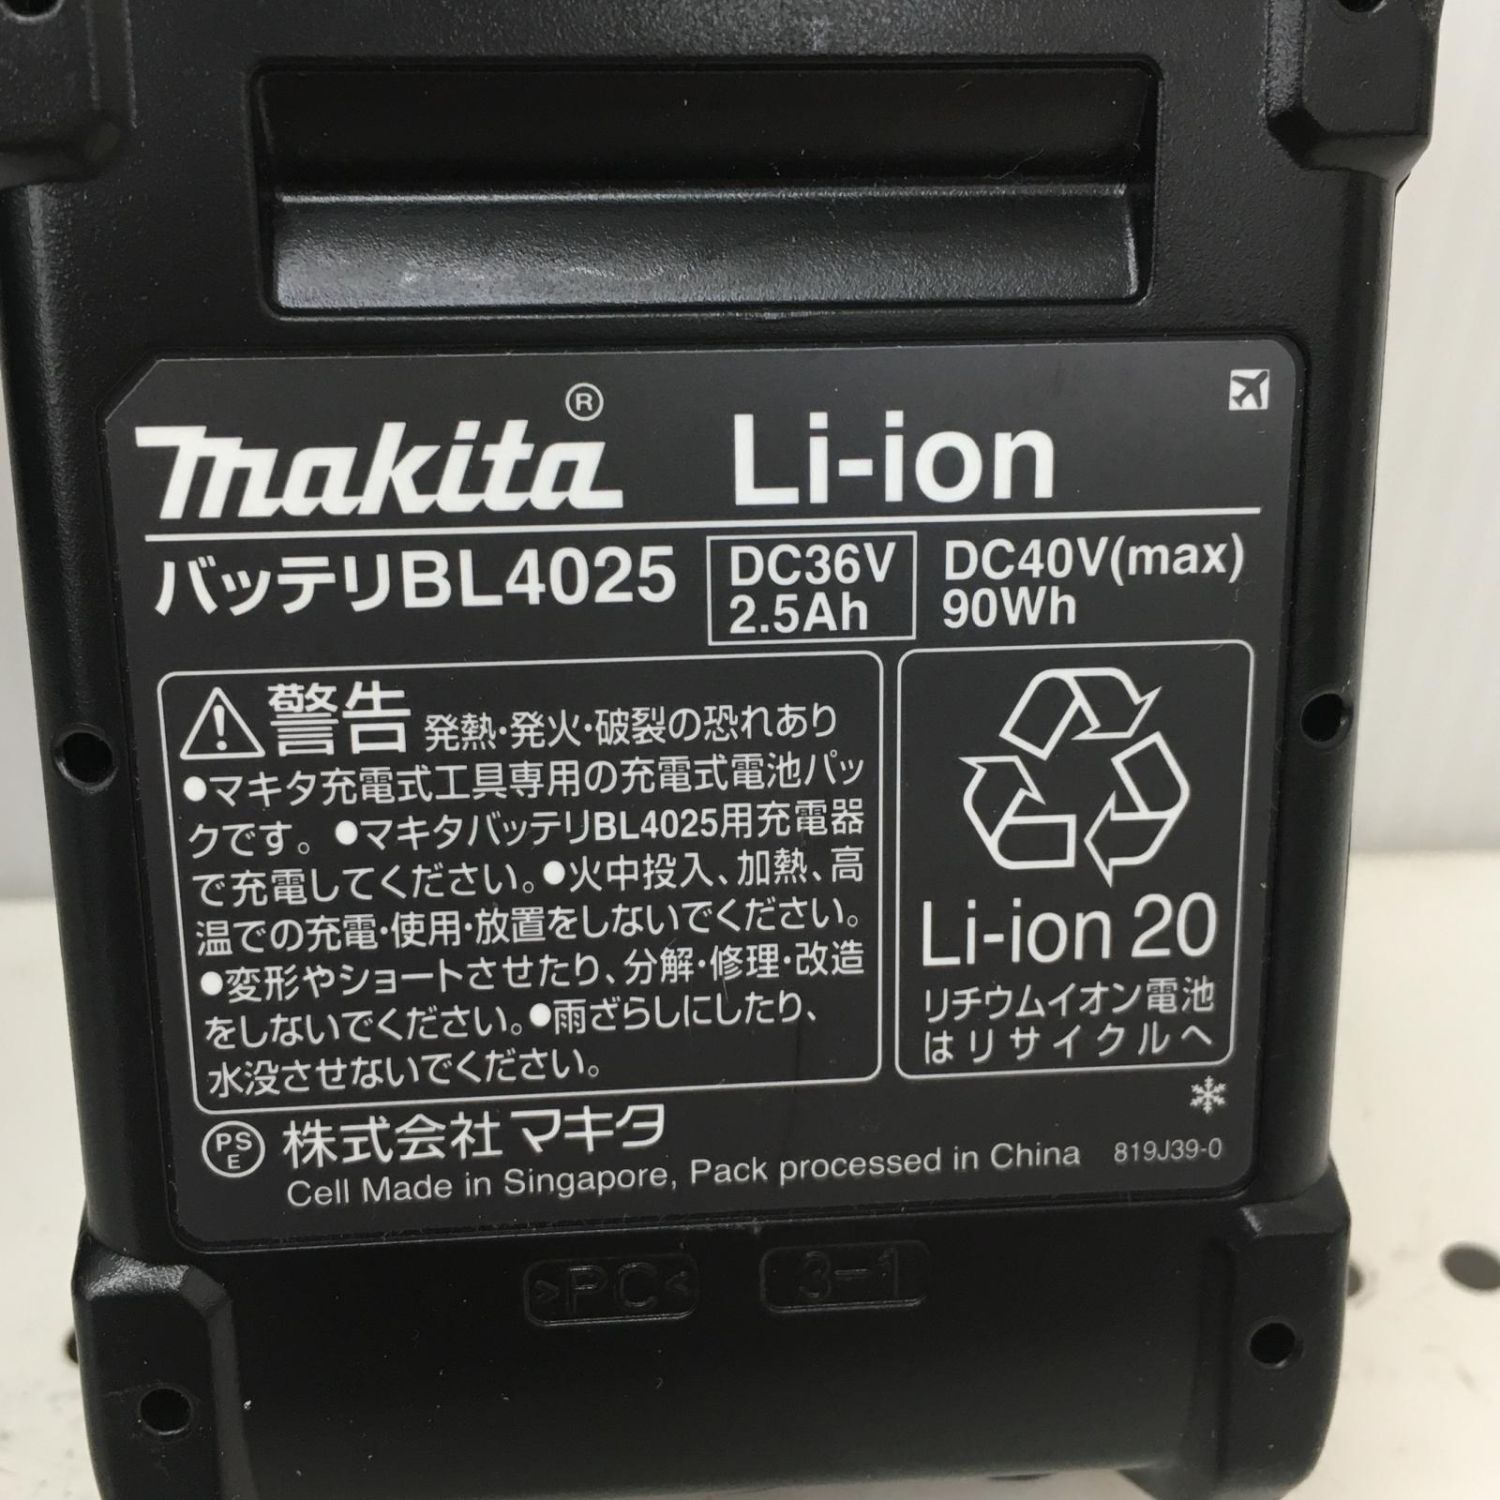 makita®
Li-ion
バッテリBL4025
DC36V
2.5Ah
DC40V(max)
90Wh
警告 発熱・発火・破裂の恐れあり
●マキタ充電式工具専用の充電式電池パッ
クです。●マキタバッテリBL4025用充電器
で充電してください。●火中投入、加熱、高
温での充電・使用・放置をしないでください。
●変形やショートさせたり、分解・修理・改造
をしないでください。●雨ざらしにしたり、
水没させないでください。
Li-ion 20
リチウムイオン電池
はリサイクルへ
PS
E
株式会社マキタ
Cell Made in Singapore, Pack processed in China
819J39-0
>PC<
3-1